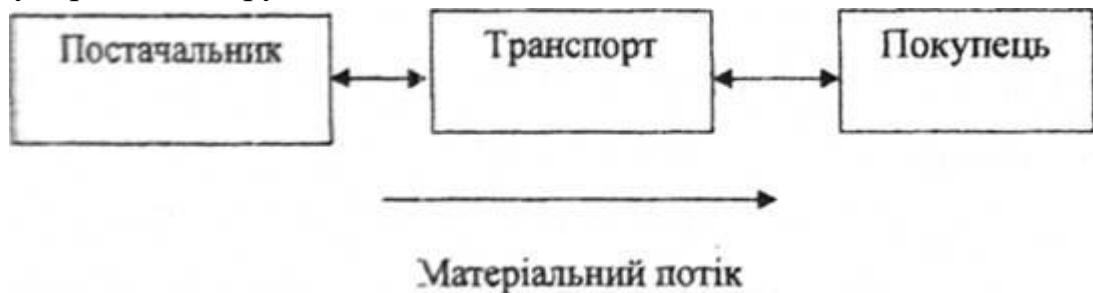 Постачальник
Транспорт
Покупець
Матеріальний потік